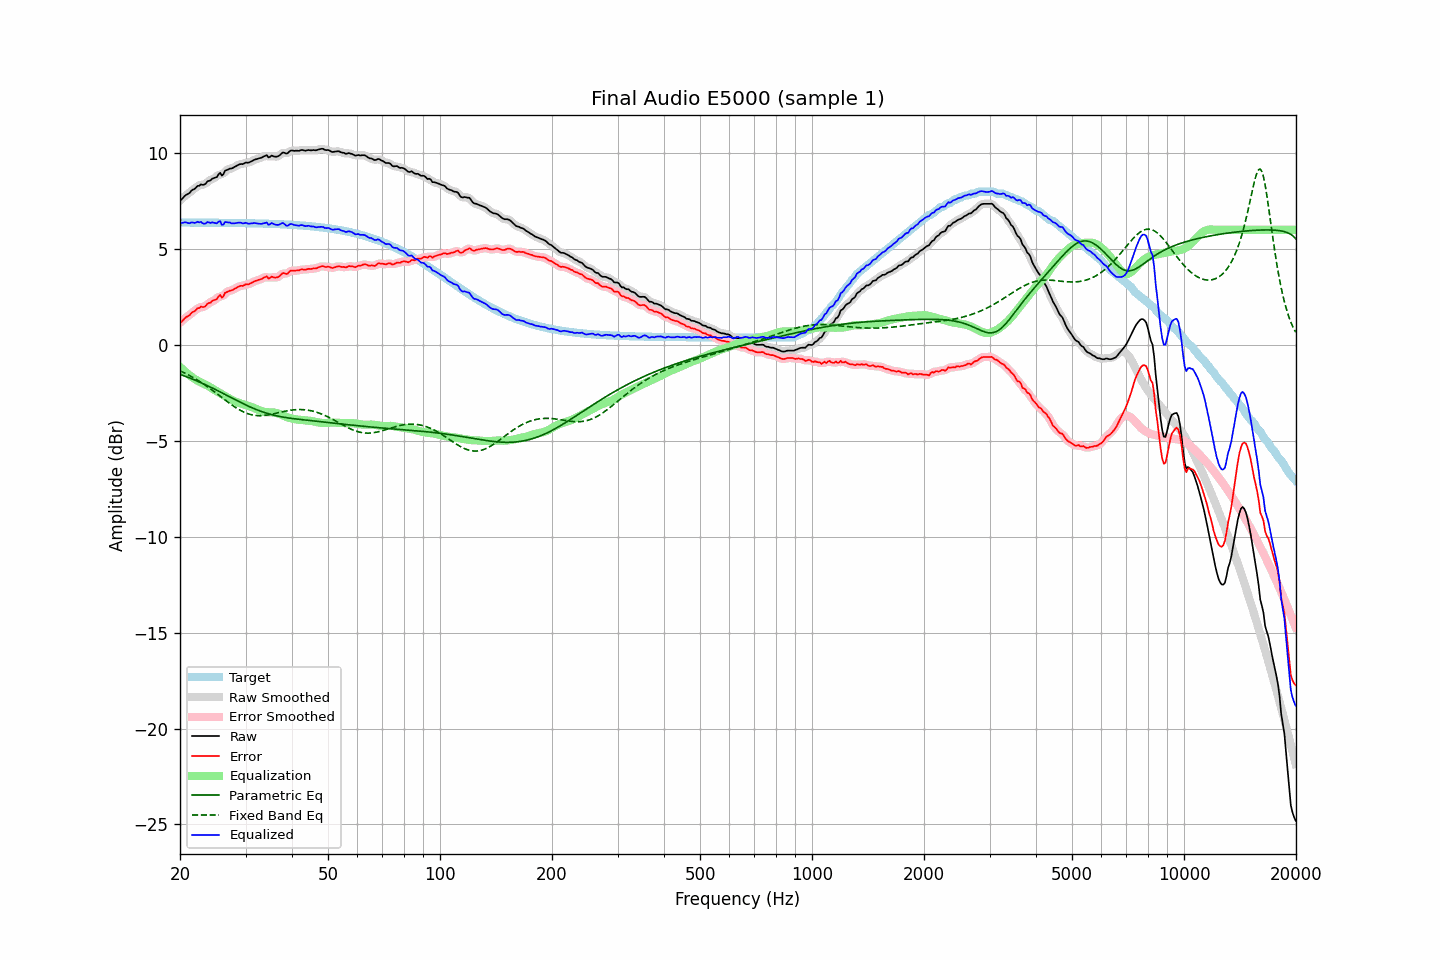 Final Audio E5000 (sample 1)
10
5
0
−5
−10
−15
−20
−25
Amplitude (dBr)
Target
Raw Smoothed
Error Smoothed
Raw
Error
Equalization
Parametric Eq
Fixed Band Eq
Equalized
20 50 100 200 500 1000 2000 5000 10000 20000
Frequency (Hz)